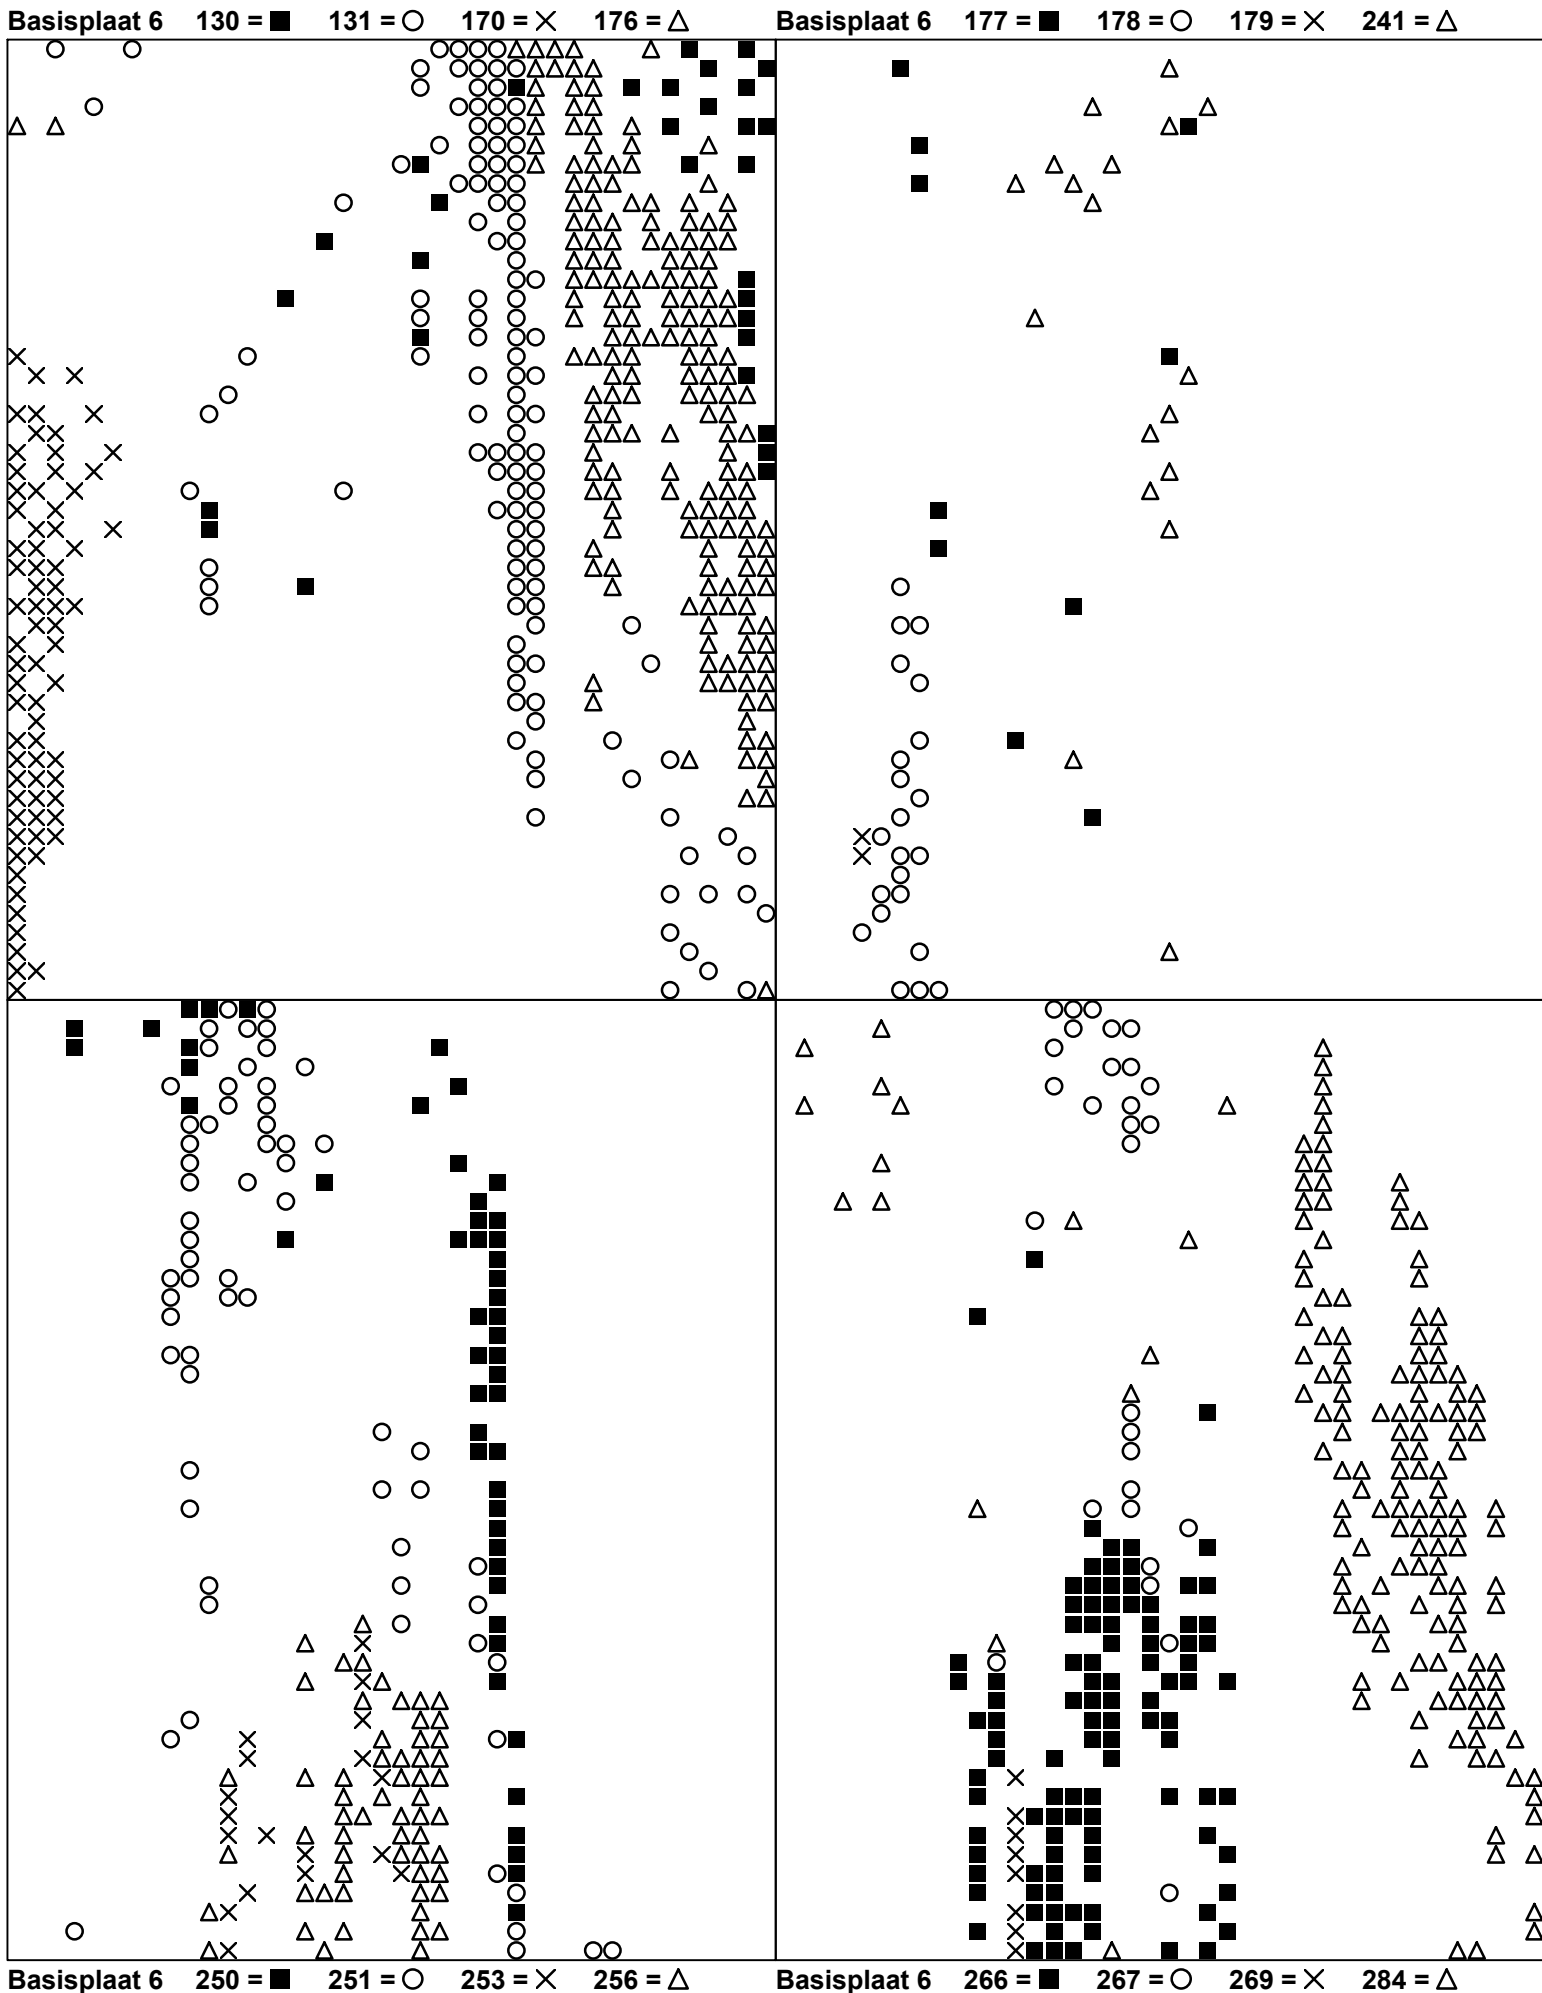 Basisplaat 6 130 = ■ 131 = ○ 170 = × 176 = △
Basisplaat 6 177 = ■ 178 = ○ 179 = × 241 = △
Basisplaat 6 250 = ■ 251 = ○ 253 = × 256 = △
Basisplaat 6 266 = ■ 267 = ○ 269 = × 284 = △